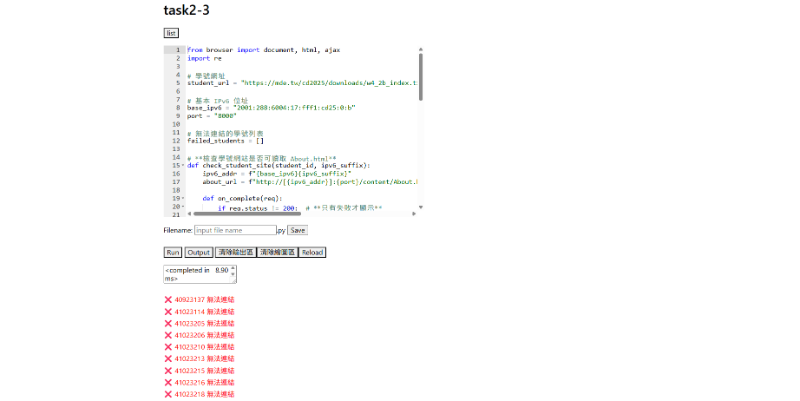 task2-3
list
1 from browser import document, html, ajax
2 import re
3
4 # 學號網址
5 student_url = "https://mde.tw/cd2025/downloads/w4_2b_index.t
6
7 # 基本 IPv6 位址
8 base_ipv6 = "2001:288:6004:17:fff1:cd25:0:b"
9 port = "8000"
10
11 # 無法連結的學號列表
12 failed_students = []
13
14 # **檢查學號網站是否可讀取 About.html**
15 def check_student_site(student_id, ipv6_suffix):
16 ipv6_addr = f"{base_ipv6}{ipv6_suffix}"
17 about_url = f"http://[{ipv6_addr}]:{port}/content/About.h
18
19 def on_complete(req):
20 if req.status != 200: # **只有失敗才顯示**
21
Filename: input file name .py Save
Run Output 清除輸出區 清除繪圖區 Reload
<completed in 8.90
ms>
❌ 40923137 無法連結
❌ 41023114 無法連結
❌ 41023205 無法連結
❌ 41023206 無法連結
❌ 41023210 無法連結
❌ 41023213 無法連結
❌ 41023215 無法連結
❌ 41023216 無法連結
❌ 41023218 無法連結